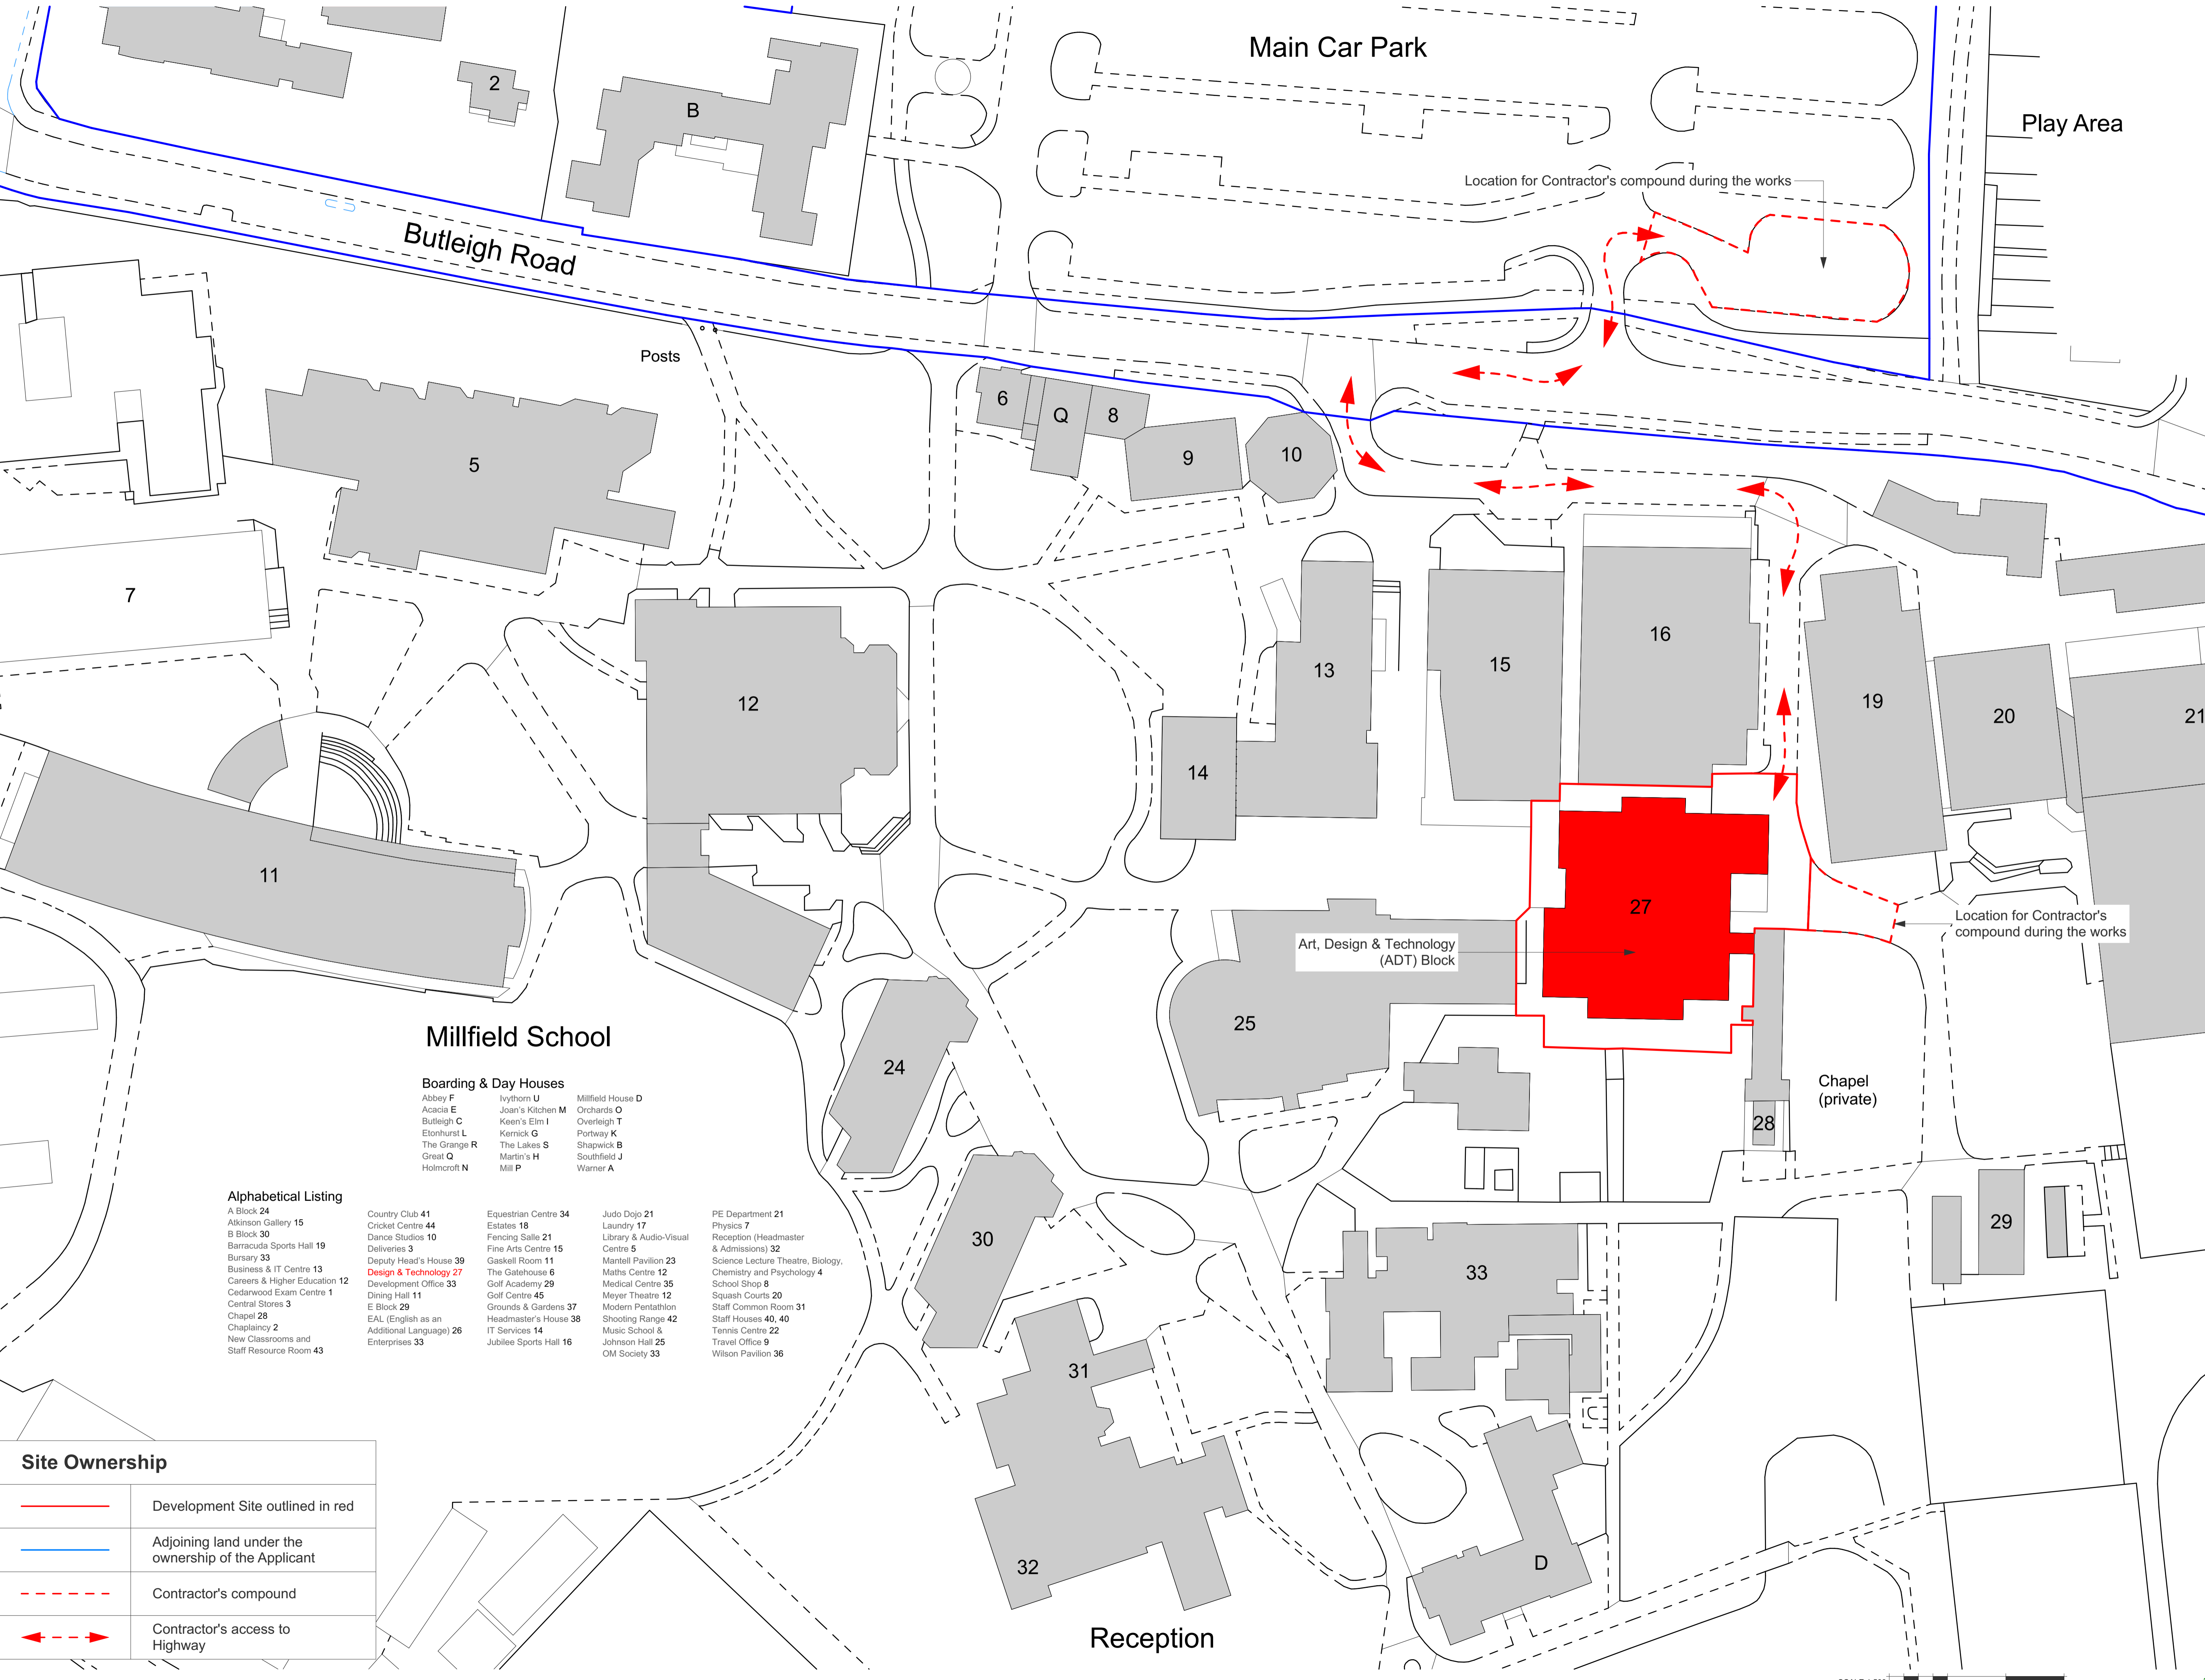 Main Car Park
Play Area
2
B
Location for Contractor's compound during the works
Butleigh Road
Posts
6
Q
8
9
10
5
7
12
13
14
15
16
19
20
21
11
27
Art, Design & Technology
(ADT) Block
Location for Contractor's
compound during the works
25
24
Chapel
(private)
28
29
30
31
32
33
D
Reception
Millfield School
Boarding & Day Houses
Abbey F
Acacia E
Butleigh C
Etonhurst L
The Grange R
Great Q
Holmcroft N
Ivythorn U
Joan's Kitchen M
Keen's Elm I
Kernick G
The Lakes S
Martin's H
Mill P
Millfield House D
Orchards O
Overleigh T
Portway K
Shapwick B
Southfield J
Warner A
Alphabetical Listing
A Block 24
Atkinson Gallery 15
B Block 30
Barracuda Sports Hall 19
Bursary 33
Business & IT Centre 13
Careers & Higher Education 12
Cedarwood Exam Centre 1
Central Stores 3
Chapel 28
Chaplaincy 2
New Classrooms and
Staff Resource Room 43
Country Club 41
Cricket Centre 44
Dance Studios 10
Deliveries 3
Deputy Head's House 39
Design & Technology 27
Development Office 33
Dining Hall 11
E Block 29
EAL (English as an
Additional Language) 26
Enterprises 33
Equestrian Centre 34
Estates 18
Fencing Salle 21
Fine Arts Centre 15
Gaskell Room 11
The Gatehouse 6
Golf Academy 29
Golf Centre 45
Grounds & Gardens 37
Headmaster's House 38
IT Services 14
Jubilee Sports Hall 16
Judo Dojo 21
Laundry 17
Library & Audio-Visual
Centre 5
Mantell Pavilion 23
Maths Centre 12
Medical Centre 35
Meyer Theatre 12
Modern Pentathlon
Shooting Range 42
Music School &
Johnson Hall 25
OM Society 33
PE Department 21
Physics 7
Reception (Headmaster
& Admissions) 32
Science Lecture Theatre, Biology,
Chemistry and Psychology 4
School Shop 8
Squash Courts 20
Staff Common Room 31
Staff Houses 40, 40
Tennis Centre 22
Travel Office 9
Wilson Pavilion 36
Site Ownership
Development Site outlined in red
Adjoining land under the
ownership of the Applicant
Contractor's compound
Contractor's access to
Highway